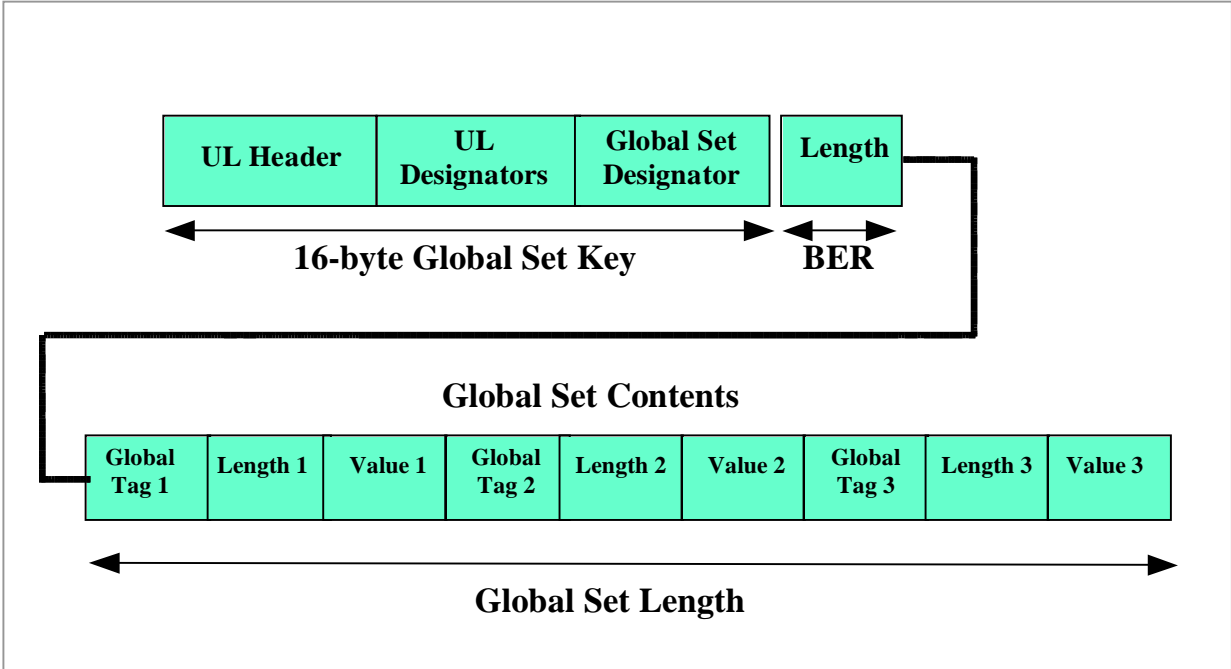 UL Header
UL
Designators
Global Set
Designator
Length
16-byte Global Set Key
BER
Global Set Contents
Global
Tag 1
Length 1
Value 1
Global
Tag 2
Length 2
Value 2
Global
Tag 3
Length 3
Value 3
Global Set Length